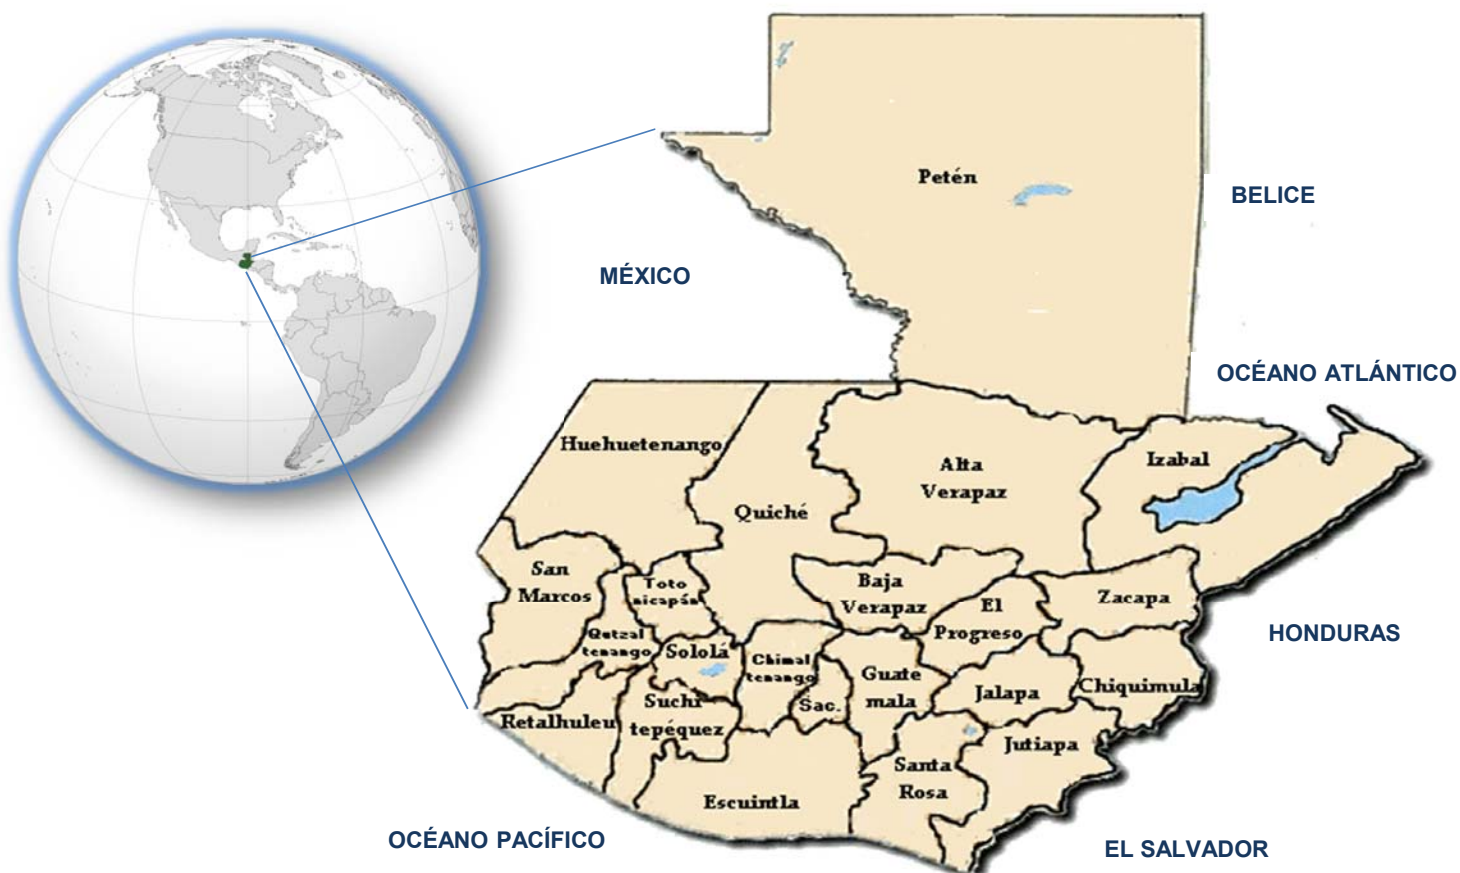 Petén
BELICE
MÉXICO
OCÉANO ATLÁNTICO
Huehuetenango
Izabal
Alta
Verapaz
Quiché
San
Marcos
Toto
nicapán
Baja
Verapaz
El
Progreso
Zacapa
HONDURAS
Quetzal
tenango
Sololá
Chimal
tenango
Guate
mala
Jalapa
Chiquimula
Sac.
Retalhuleu
Suchi
tepéquez
Jutiapa
Santa
Rosa
Escuintla
OCÉANO PACÍFICO
EL SALVADOR